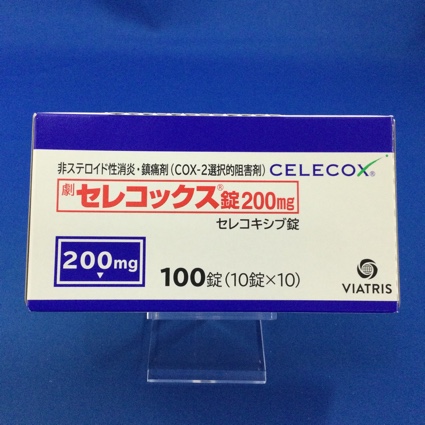 非ステロイド性消炎・鎮痛剤(COX-2選択的阻害剤) CELECOX®
劇 セレコックス®錠200mg
セレコキシブ錠
200mg
100錠(10錠×10)
VIATRIS